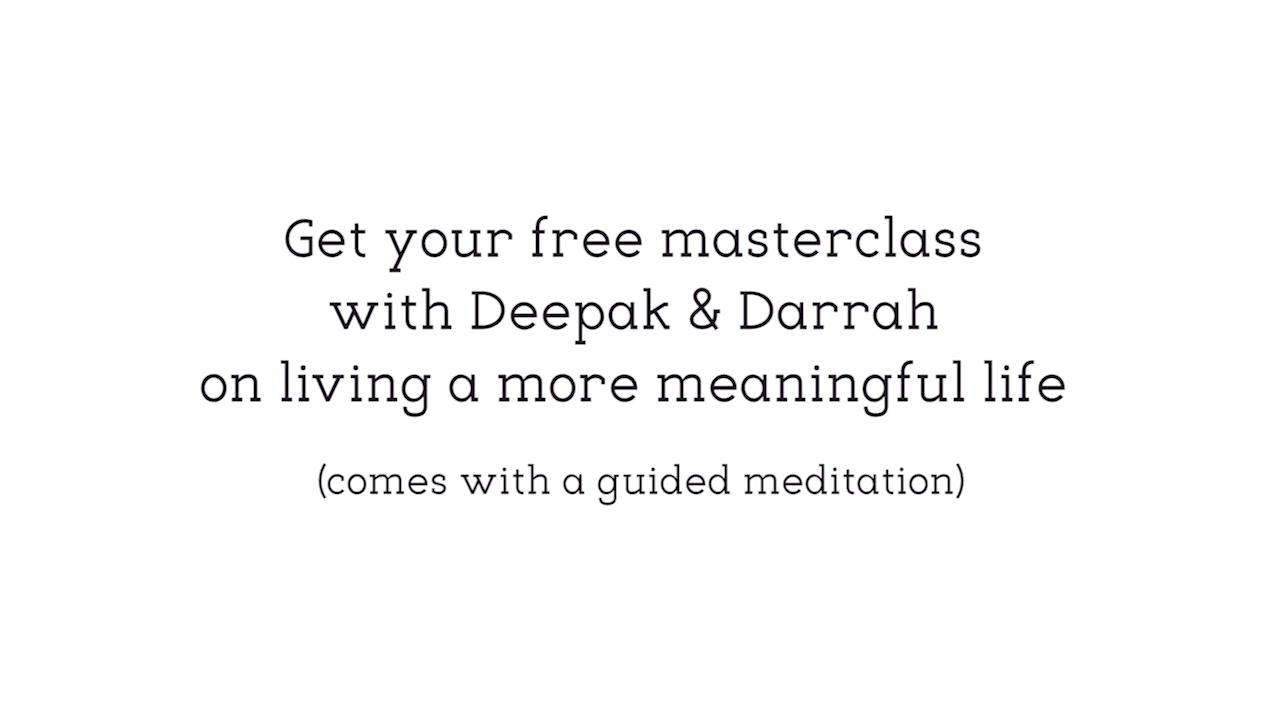 Get your free masterclass
with Deepak & Darrah
on living a more meaningful life
(comes with a guided meditation)